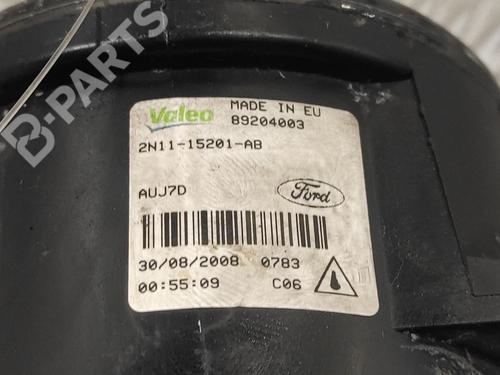 B-PARTS
Valeo
MADE IN EU
89204003
2N11-15201-AB
AUJ7D
Ford
30/08/2008 0783
00:55:09 C06
B-PARTS